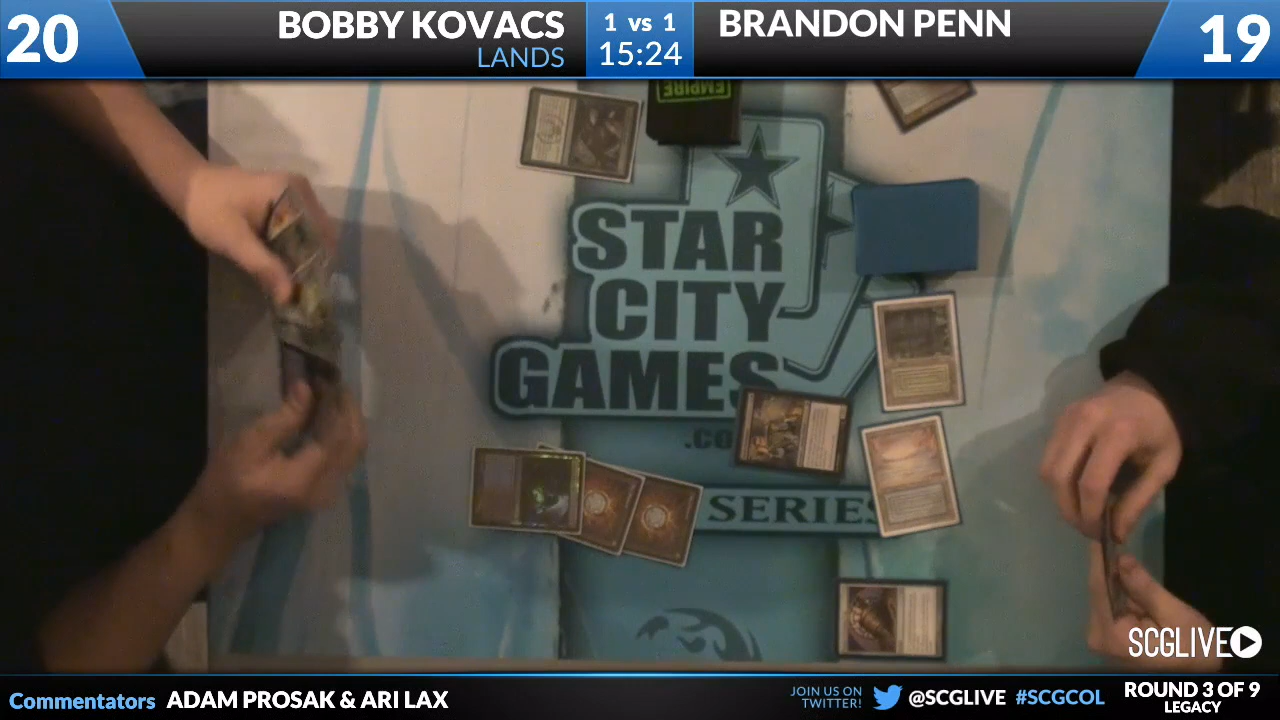 20
BOBBY KOVACS
LANDS
1 vs 1
15:24
BRANDON PENN
19
EMPIRE
STAR
CITY
GAMES
.CO
SERIES
SCGLIVE
Commentators ADAM PROSAK & ARI LAX
JOIN US ON
TWITTER!
@SCGLIVE #SCGCOL
ROUND 3 OF 9
LEGACY